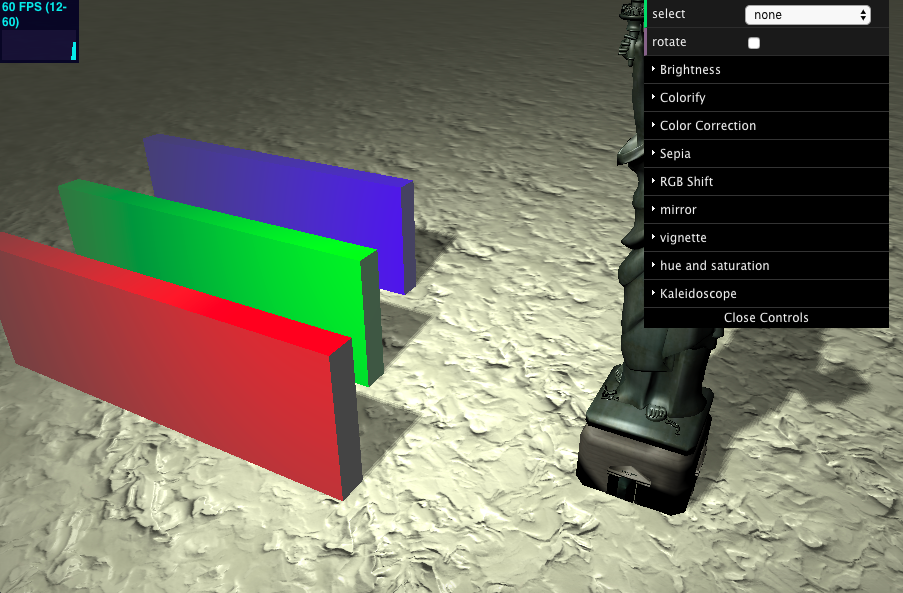 60 FPS (12-
60)
select none
rotate
Brightness
Colorify
Color Correction
Sepia
RGB Shift
mirror
vignette
hue and saturation
Kaleidoscope
Close Controls